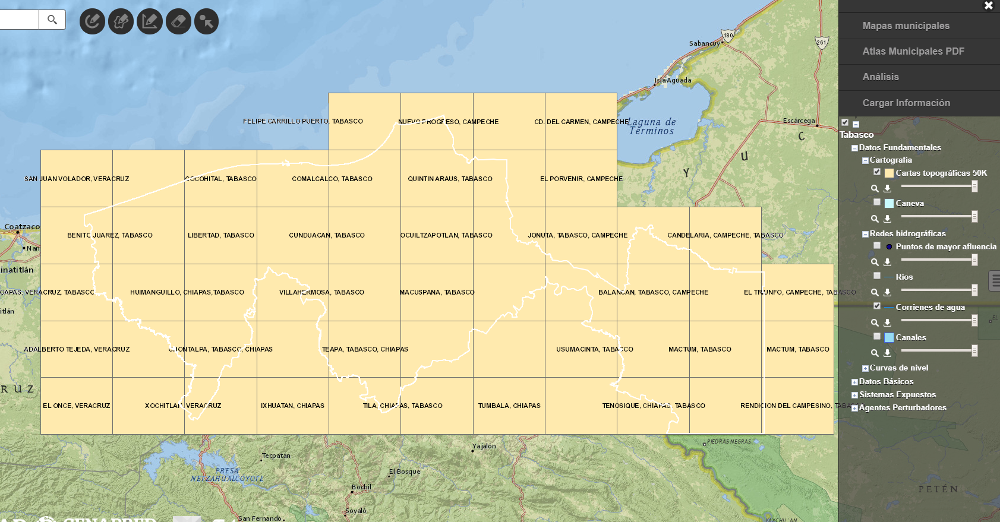 Mapas municipales
Atlas Municipales PDF
Análisis
Cargar Información
Tabasco
Datos Fundamentales
Cartografía
Cartas topográficas 50K
Caneva
Redes hidrográficas
Puntos de mayor afluencia
Ríos
Corrienes de agua
Canales
Curvas de nivel
Datos Básicos
Sistemas Expuestos
Agentes Perturbadores
180
261
Sabancuy
Isla Aguada
Laguna de
Términos
Escárcega
Y U C
FELIPE CARRILLO PUERTO, TABASCO
NUEVO PROGRESO, CAMPECHE
CD. DEL CARMEN, CAMPECHE
SAN JUAN VOLADOR, VERACRUZ
COCOHITAL, TABASCO
COMALCALCO, TABASCO
QUINTIN ARAUS, TABASCO
EL PORVENIR, CAMPECHE
Coatzaco
BENITO JUAREZ, TABASCO
LIBERTAD, TABASCO
CUNDUACAN, TABASCO
OCUILTZAPOTLAN, TABASCO
JONUTA, TABASCO, CAMPECHE
CANDELARIA, CAMPECHE, TABASCO
Nan
inatitlán
OAPAS, VERACRUZ, TABASCO
HUIMANGUILLO, CHIAPAS,TABASCO
VILLAHERMOSA, TABASCO
MACUSPANA, TABASCO
BALANCAN, TABASCO, CAMPECHE
EL TRIUNFO, CAMPECHE, TABASCO
itlán
EL
ADALBERTO TEJEDA, VERACRUZ
CHONTALPA, TABASCO, CHIAPAS
TEAPA, TABASCO, CHIAPAS
USUMACINTA, TABASCO
MACTUM, TABASCO
MACTUM, TABASCO
R U Z
EL ONCE, VERACRUZ
XOCHITLAN, VERACRUZ
IXHUATAN, CHIAPAS
TILA, CHIAPAS, TABASCO
TUMBALA, CHIAPAS
TENOSIQUE, CHIAPAS, TABASCO
RENDICION DEL CAMPESINO, TABASCO
PIEDRAS NEGRAS
Yajalón
Tecpatán
PRESA
NETZAHUALCÓYOTL
El Bosque
Bochil
PETÉN
Soyaló
San Fernando
YAXCHILAN
CENAPRED